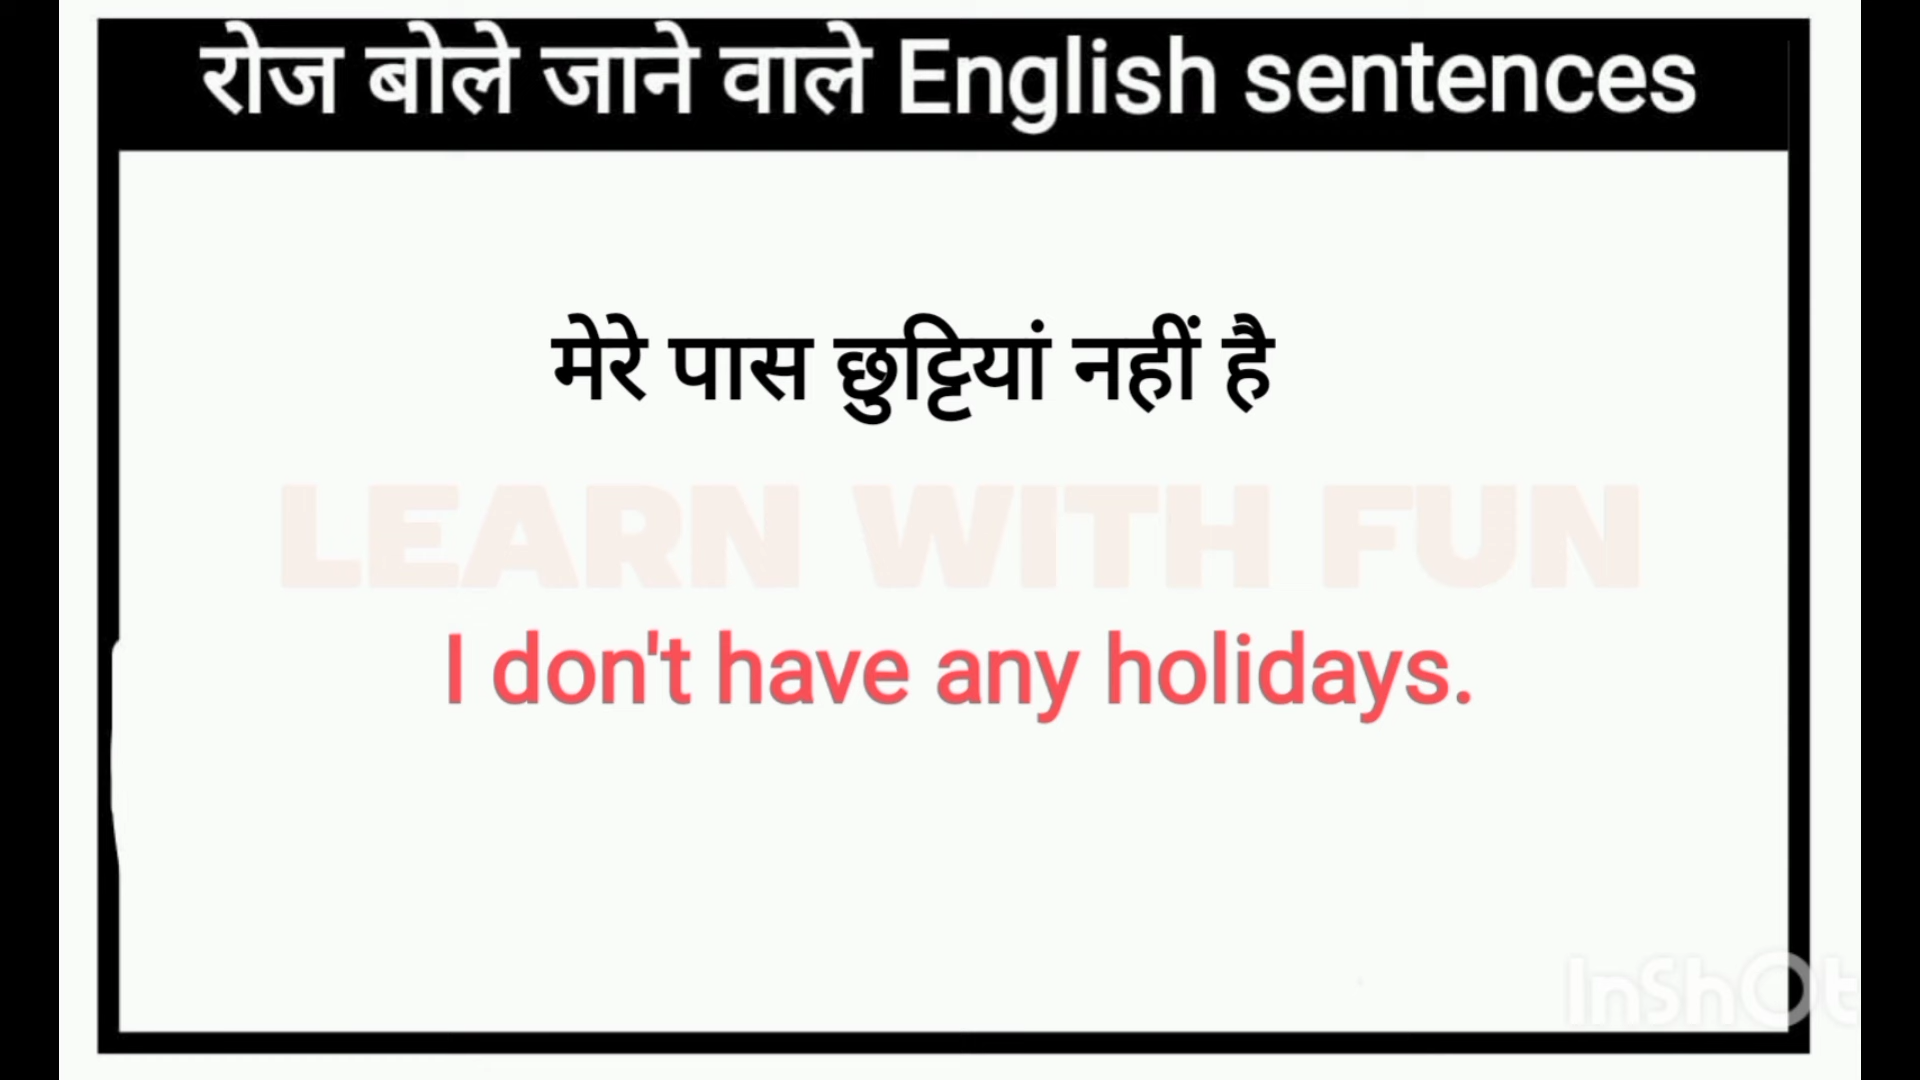 रोज बोले जाने वाले English sentences
मेरे पास छुट्टियां नहीं है
LEARN WITH FUN
I don't have any holidays.
InShOt